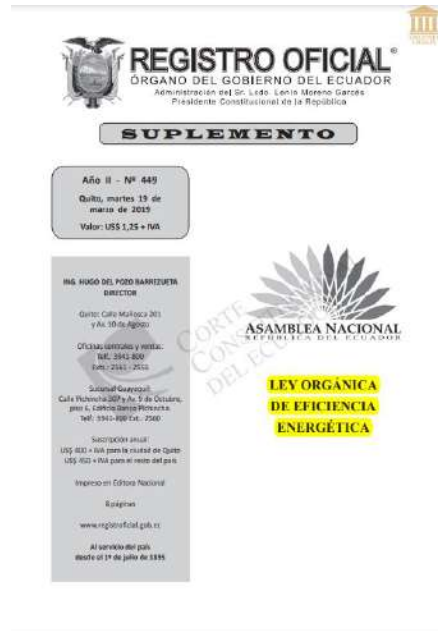 REGISTRO OFICIAL®
ÓRGANO DEL GOBIERNO DEL ECUADOR
Administración del Sr. Lcdo. Lenín Moreno Garcés
Presidente Constitucional de la República
SUPLEMENTO
Año II - Nº 449
Quito, martes 19 de
marzo de 2019
Valor: US$ 1,25 + IVA
ING. HUGO DEL POZO BARREZUETA
DIRECTOR
Quito: Calle Mañosca 201
y Av. 10 de Agosto
Oficinas centrales y ventas:
Telf.: 3941-800
Exts.: 2561 - 2555
Sucursal Guayaquil:
Calle Pichincha 307 y Av. 9 de Octubre,
piso 6, Edificio Banco Pichincha.
Telf.: 3941-800 Ext.: 2560
Suscripción anual:
US$ 400 + IVA para la ciudad de Quito
US$ 450 + IVA para el resto del país
Impreso en Editora Nacional
8 páginas
www.registroficial.gob.ec
Al servicio del país
desde el 1º de julio de 1895
CORTE
CONSTITUCIONAL
DEL ECUADOR
ASAMBLEA NACIONAL
REPÚBLICA DEL ECUADOR
LEY ORGÁNICA
DE EFICIENCIA
ENERGÉTICA